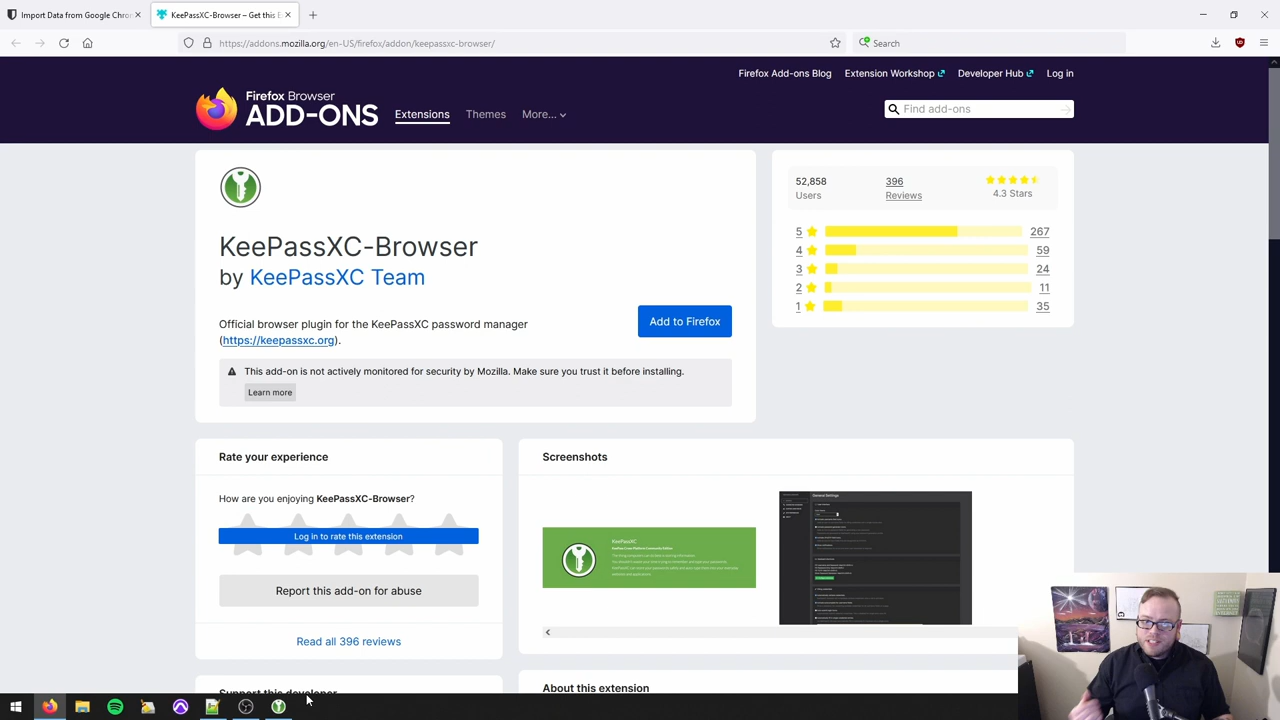 Import Data from Google Chro
KeePassXC-Browser – Get this E
https://addons.mozilla.org/en-US/firefox/addon/keepassxc-browser/
Search
Firefox Add-ons Blog
Extension Workshop
Developer Hub
Log in
Firefox Browser
ADD-ONS
Extensions
Themes
More...
Find add-ons
KeePassXC-Browser
by KeePassXC Team
Official browser plugin for the KeePassXC password manager
(https://keepassxc.org).
Add to Firefox
This add-on is not actively monitored for security by Mozilla. Make sure you trust it before installing.
Learn more
52,858
Users
396
Reviews
4.3 Stars
5 267
4 59
3 24
2 11
1 35
Rate your experience
How are you enjoying KeePassXC-Browser?
Log in to rate this extension
Report this add-on for abuse
Read all 396 reviews
Screenshots
KeePassXC
General Settings
Support this developer
About this extension